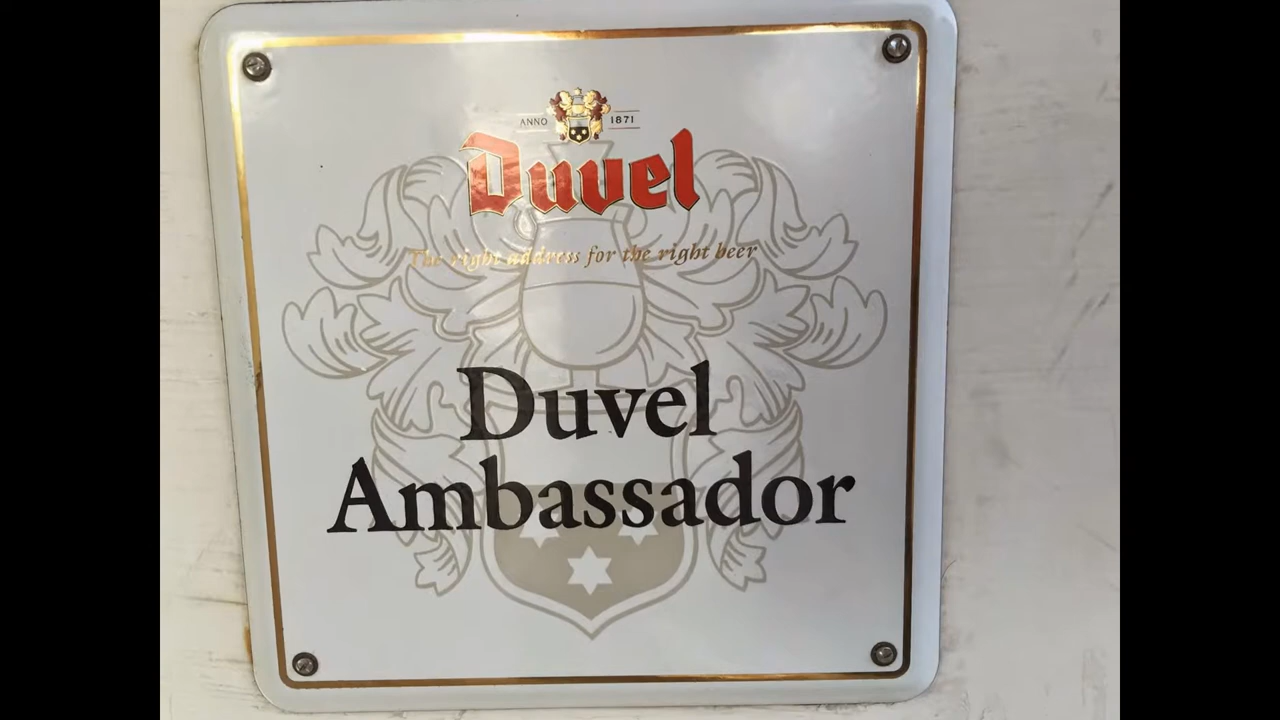 ANNO 1871
Duvel
The right address for the right beer
Duvel
Ambassador